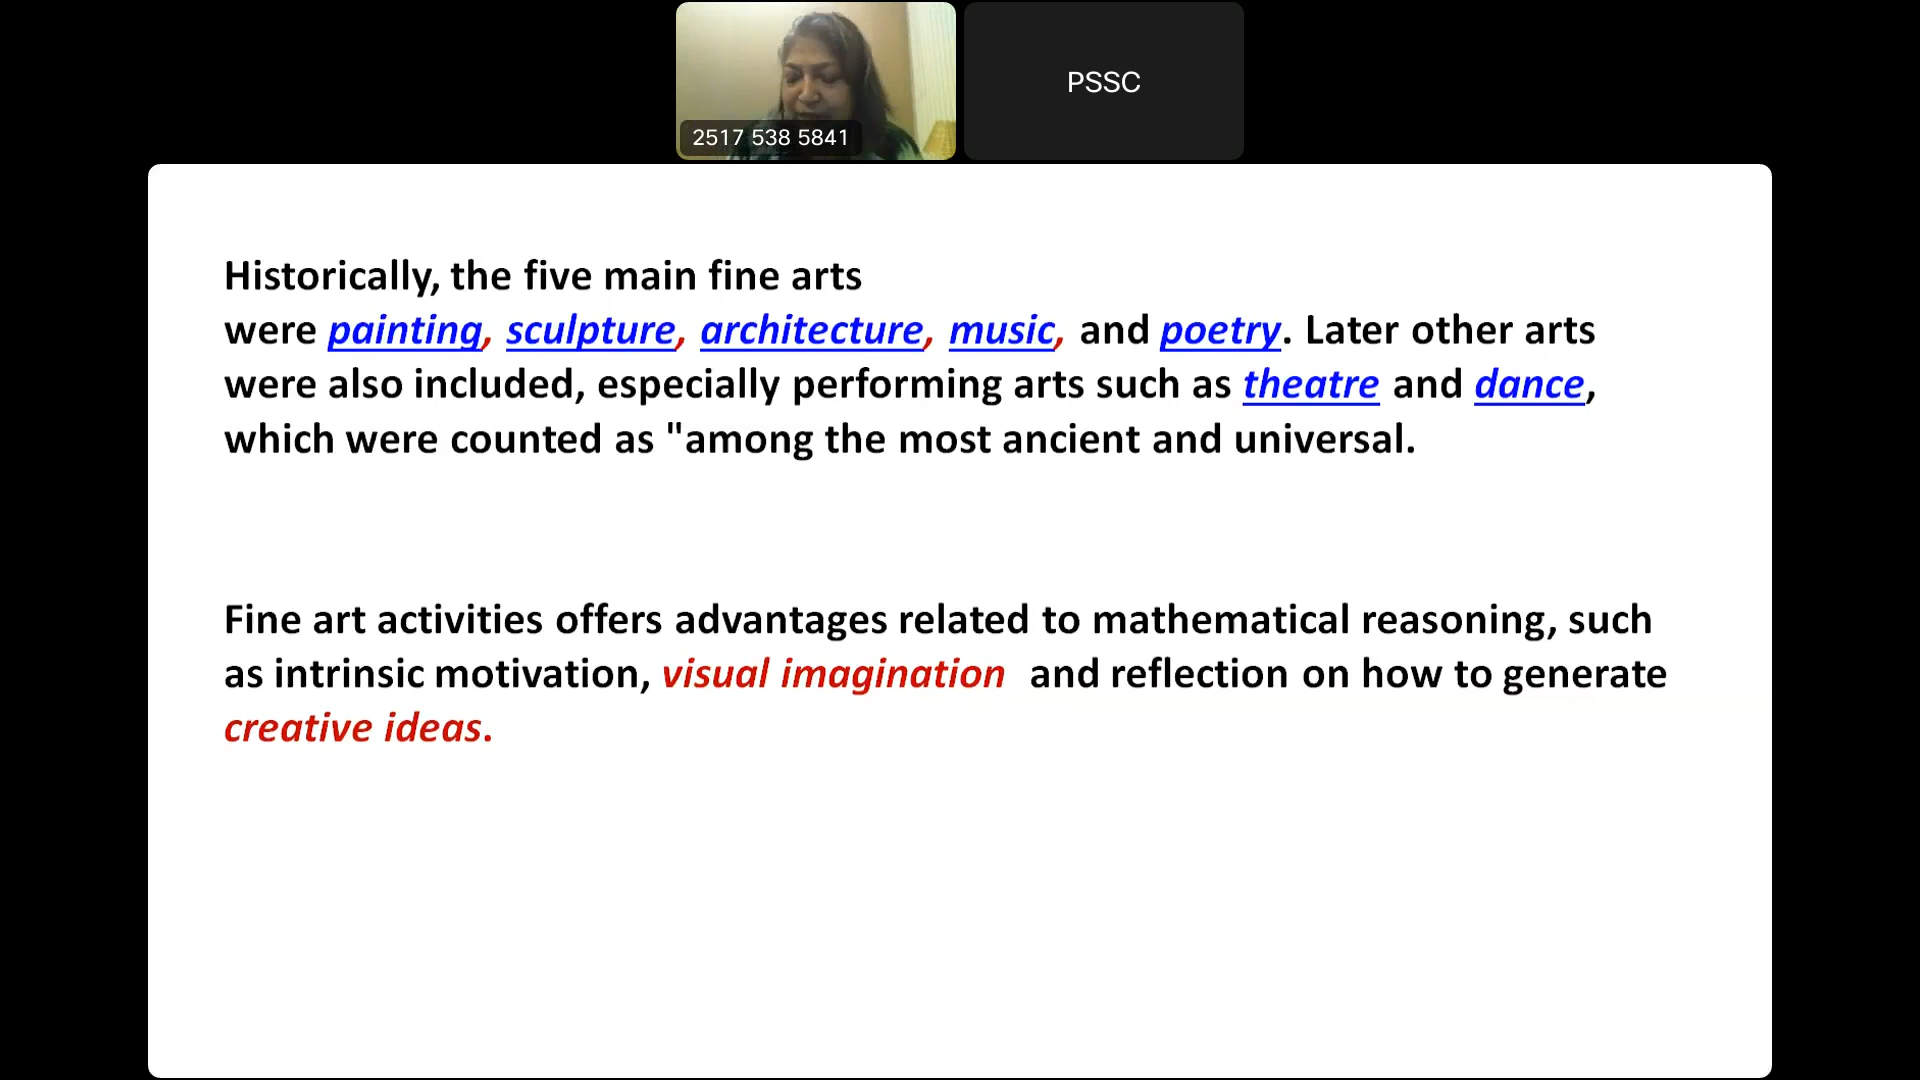 2517 538 5841
PSSC
Historically, the five main fine arts
were painting, sculpture, architecture, music, and poetry. Later other arts
were also included, especially performing arts such as theatre and dance,
which were counted as "among the most ancient and universal.
Fine art activities offers advantages related to mathematical reasoning, such
as intrinsic motivation, visual imagination and reflection on how to generate
creative ideas.